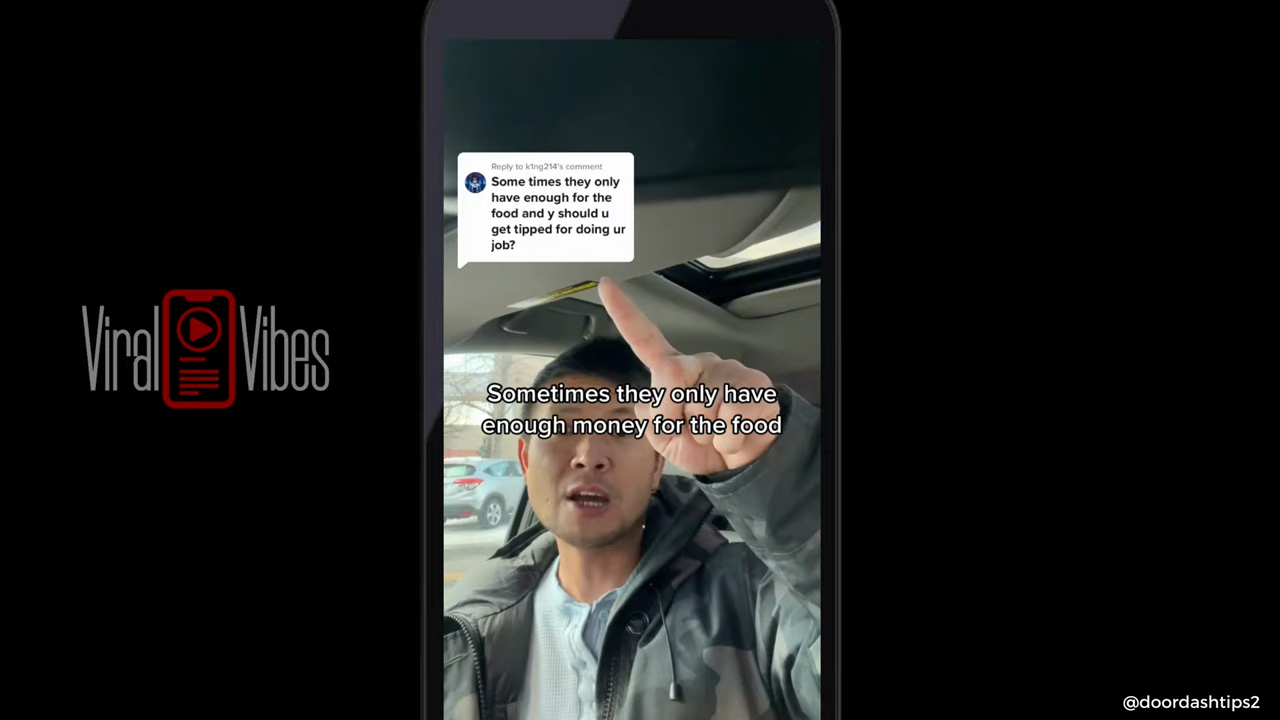 Reply to k1ng214's comment
Some times they only
have enough for the
food and y should u
get tipped for doing ur
job?
Sometimes they only have
enough money for the food
Viral Vibes
@doordashtips2